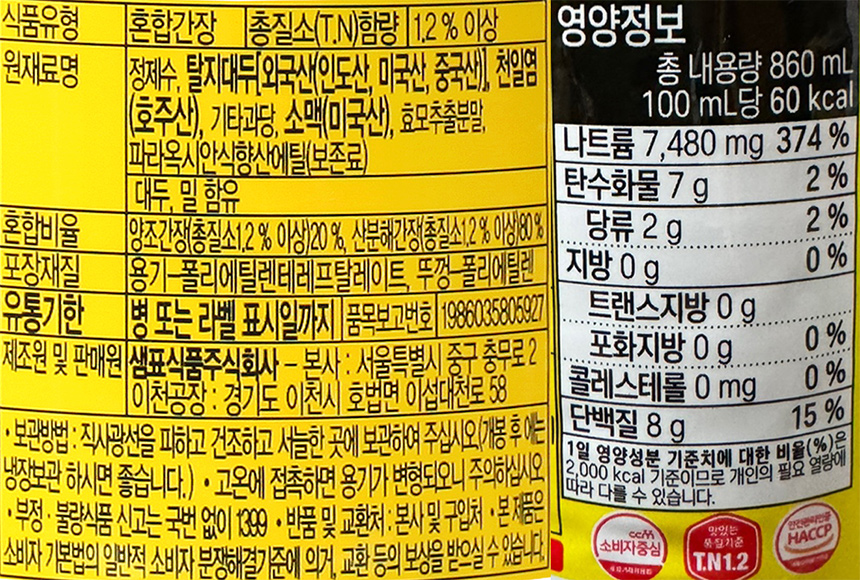 식품유형 혼합간장 총질소(T.N)함량 1.2 % 이상
원재료명 정제수, 탈지대두[외국산(인도산, 미국산, 중국산)], 천일염
(호주산), 기타과당, 소맥(미국산), 효모추출분말,
파라옥시안식향산에틸(보존료)
대두, 밀 함유
혼합비율 양조간장(총질소1.2 % 이상)20 %, 산분해간장(총질소1.2 % 이상)80 %
포장재질 용기–폴리에틸렌테레프탈레이트, 뚜껑–폴리에틸렌
유통기한 병 또는 라벨 표시일까지 품목보고번호 1986035805927
제조원 및 판매원 샘표식품주식회사 – 본사 : 서울특별시 중구 충무로 2
이천공장 : 경기도 이천시 호법면 이섭대천로 58
• 보관방법 : 직사광선을 피하고 건조하고 서늘한 곳에 보관하여 주십시오.(개봉 후에는
냉장보관 하시면 좋습니다.) • 고온에 접촉하면 용기가 변형되오니 주의하십시오.
• 부정 · 불량식품 신고는 국번 없이 1399 • 반품 및 교환처 : 본사 및 구입처 • 본 제품은
소비자 기본법의 일반적 소비자 분쟁해결기준에 의거, 교환 등의 보상을 받으실 수 있습니다.
영양정보
총 내용량 860 mL
100 mL당 60 kcal
나트륨 7,480 mg 374 %
탄수화물 7 g 2 %
당류 2 g 2 %
지방 0 g 0 %
트랜스지방 0 g
포화지방 0 g 0 %
콜레스테롤 0 mg 0 %
단백질 8 g 15 %
1일 영양성분 기준치에 대한 비율(%)은
2,000 kcal 기준이므로 개인의 필요 열량에
따라 다를 수 있습니다.
ccm
소비자중심
맛있는
품질기준
T.N1.2
안전관리인증
HACCP